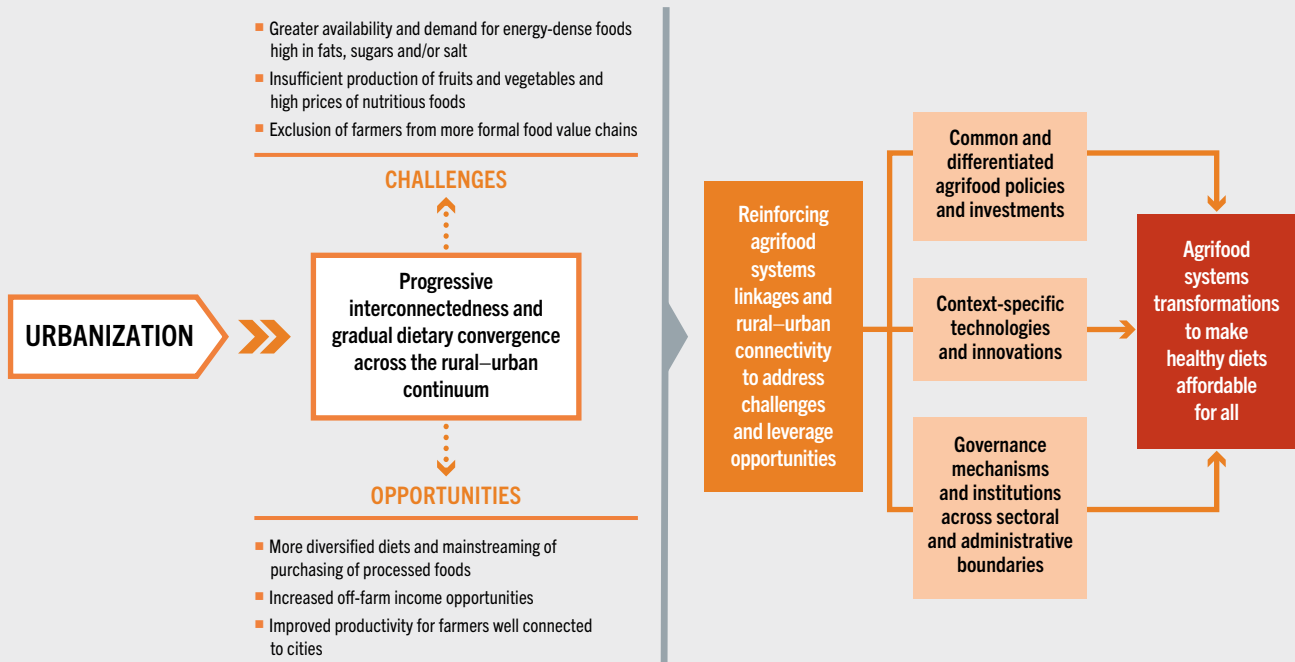 ■ Greater availability and demand for energy-dense foods
high in fats, sugars and/or salt
■ Insufficient production of fruits and vegetables and
high prices of nutritious foods
■ Exclusion of farmers from more formal food value chains
CHALLENGES
URBANIZATION
Progressive
interconnectedness and
gradual dietary convergence
across the rural–urban
continuum
OPPORTUNITIES
■ More diversified diets and mainstreaming of
purchasing of processed foods
■ Increased off-farm income opportunities
■ Improved productivity for farmers well connected
to cities
Reinforcing
agrifood
systems
linkages and
rural–urban
connectivity
to address
challenges
and leverage
opportunities
Common and
differentiated
agrifood policies
and investments
Context-specific
technologies
and innovations
Governance
mechanisms
and institutions
across sectoral
and administrative
boundaries
Agrifood
systems
transformations
to make
healthy diets
affordable
for all